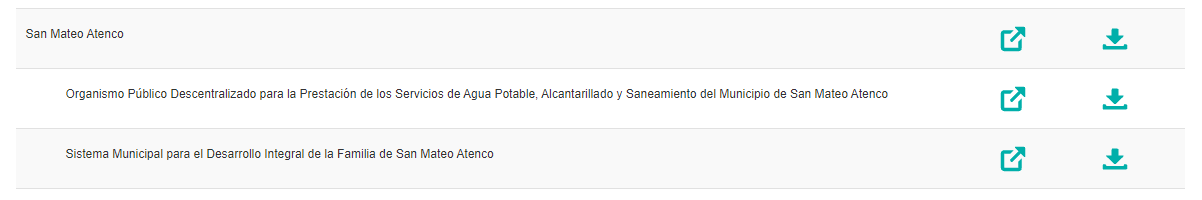 San Mateo Atenco
Organismo Público Descentralizado para la Prestación de los Servicios de Agua Potable, Alcantarillado y Saneamiento del Municipio de San Mateo Atenco
Sistema Municipal para el Desarrollo Integral de la Familia de San Mateo Atenco